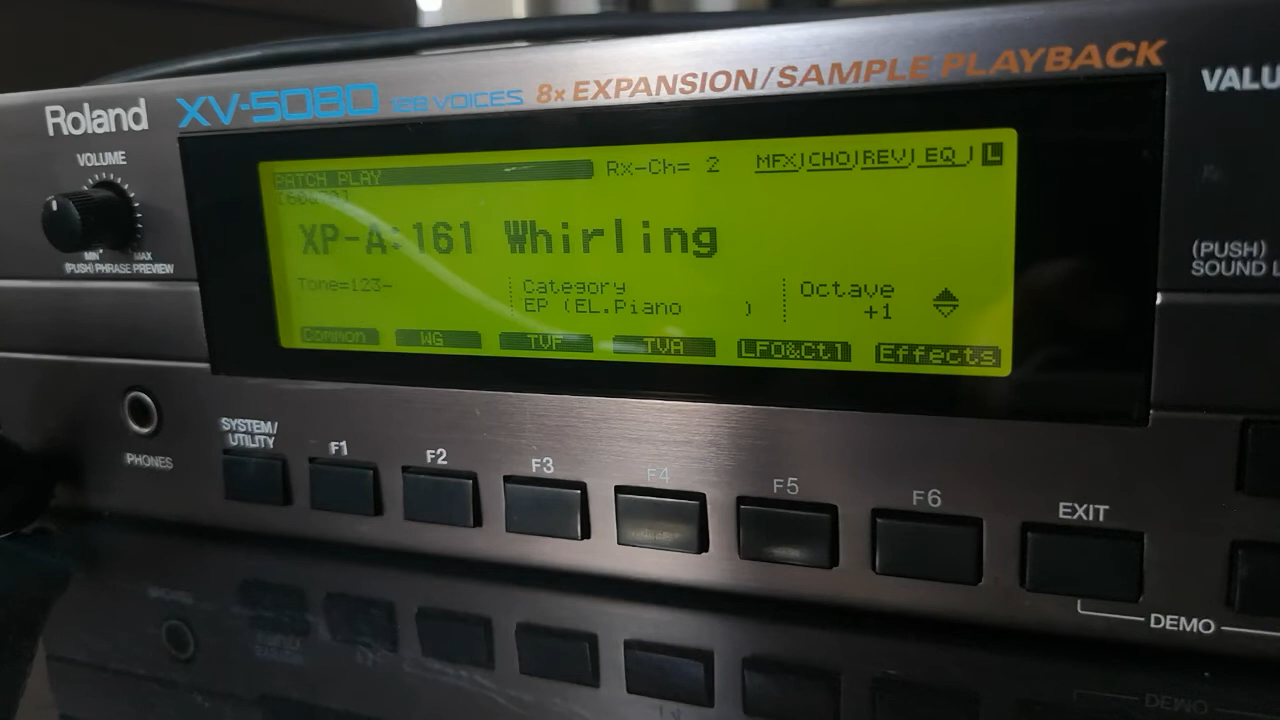 Roland XV-5080 128 VOICES 8x EXPANSION/SAMPLE PLAYBACK
VOLUME
MIN MAX
(PUSH) PHRASE PREVIEW
PATCH PLAY Rx-Ch= 2 MFX CHO REV EQ L
XP-A:161 Whirling
Tone=123-
Category
EP (EL.Piano )
Octave
+1
Common WG TVF TVA LFO&Ctl Effects
(PUSH)
PHONES
SYSTEM/
UTILITY
F1 F2 F3 F4 F5 F6 EXIT
DEMO